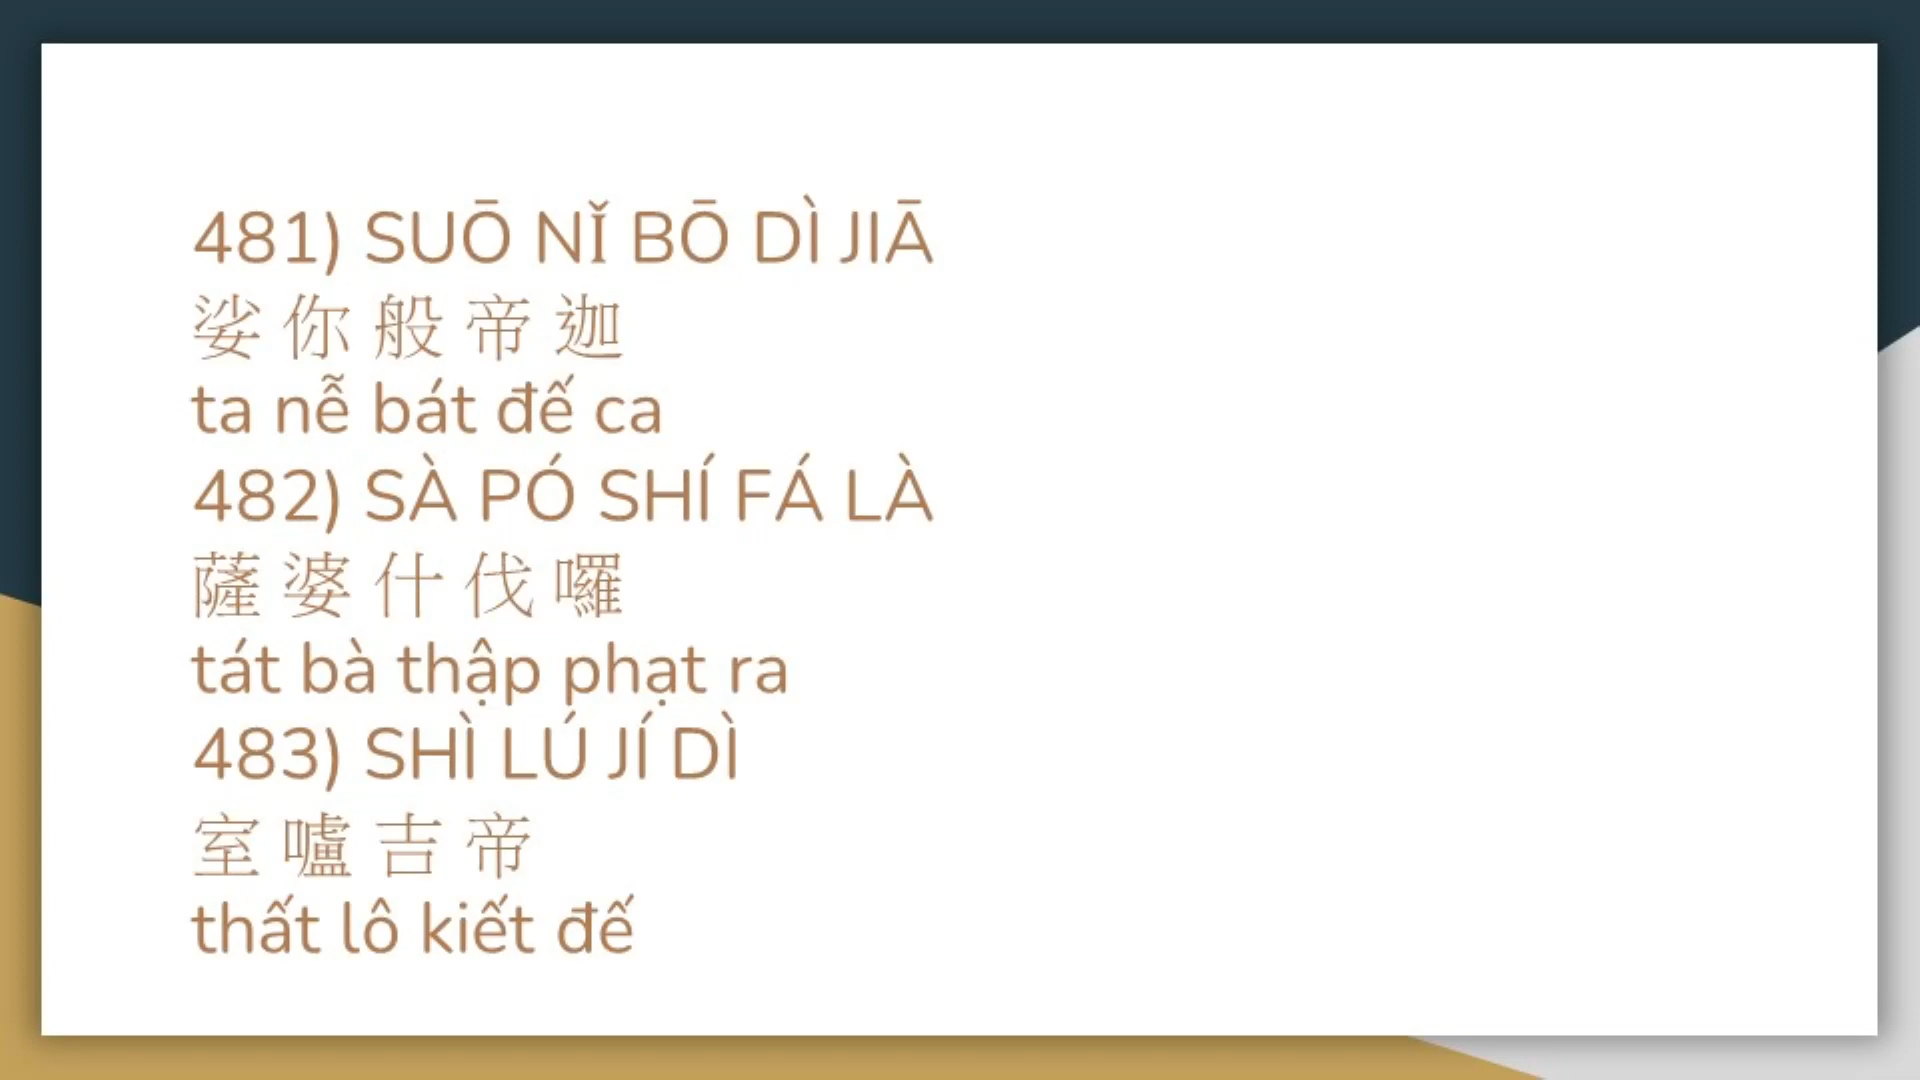 481) SUŌ NǏ BŌ DÌ JIĀ
娑 你 般 帝 迦
ta nễ bát đế ca
482) SÀ PÓ SHÍ FÁ LÀ
薩 婆 什 伐 囉
tát bà thập phạt ra
483) SHÌ LÚ JÍ DÌ
室 嚧 吉 帝
thất lô kiết đế